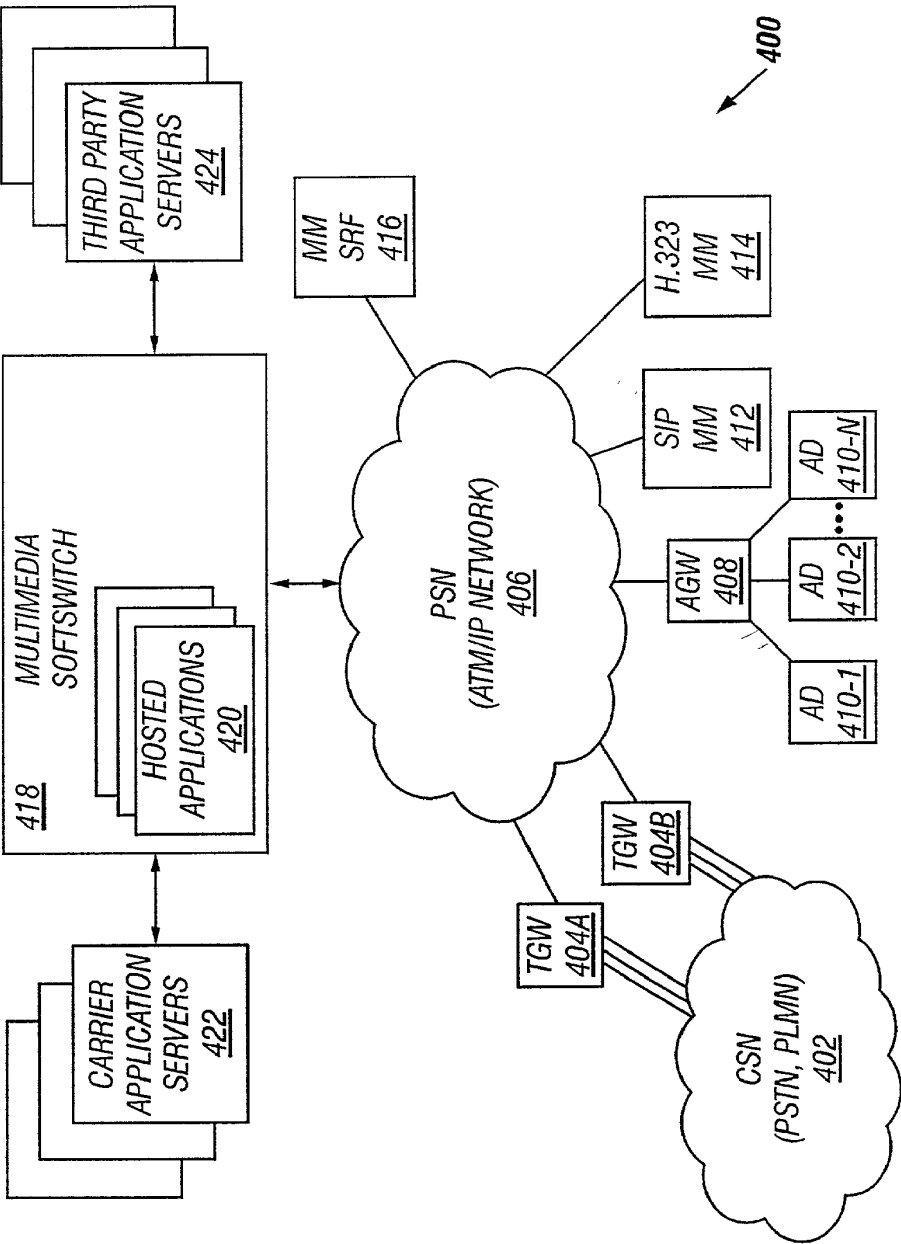 CARRIER
APPLICATION
SERVERS
422
418
MULTIMEDIA
SOFTSWITCH
HOSTED
APPLICATIONS
420
THIRD PARTY
APPLICATION
SERVERS
424
MM
SRF
416
PSN
(ATM/IP NETWORK)
406
TGW
404A
TGW
404B
CSN
(PSTN, PLMN)
402
AGW
408
AD
410-1
AD
410-2
AD
410-N
SIP
MM
412
H.323
MM
414
400